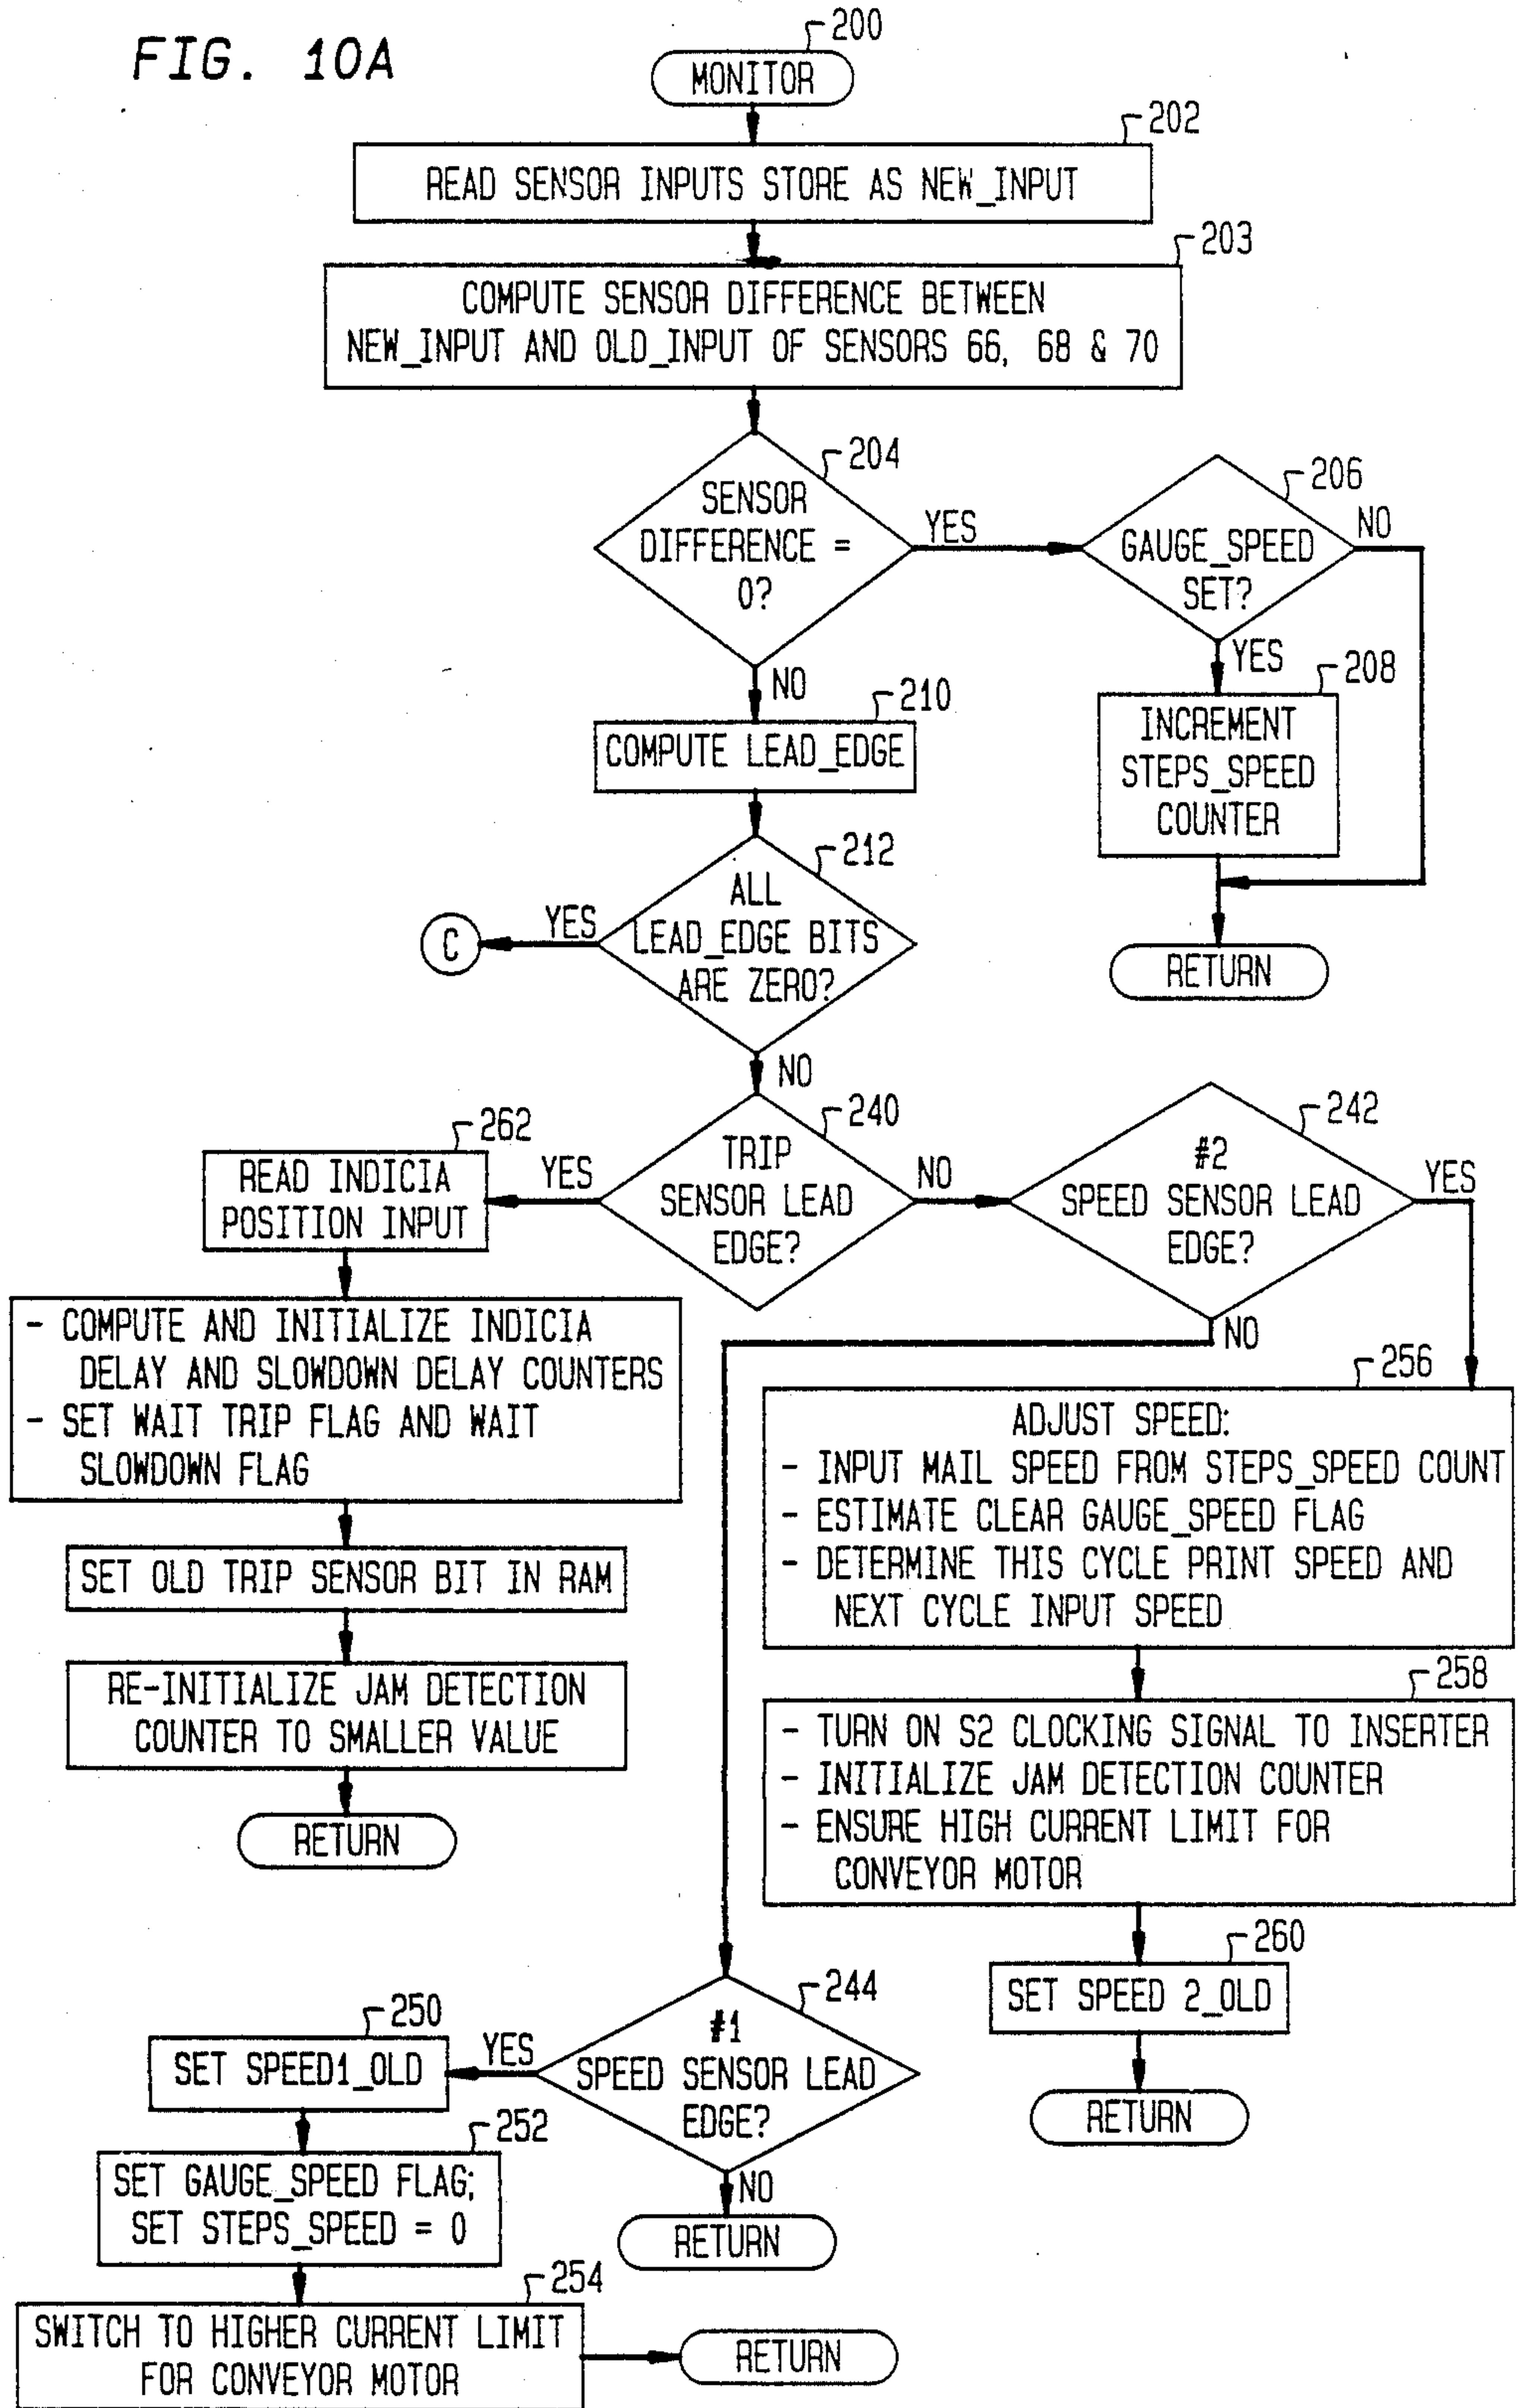 FIG. 10A
200
MONITOR
202
READ SENSOR INPUTS STORE AS NEW_INPUT
203
COMPUTE SENSOR DIFFERENCE BETWEEN
NEW_INPUT AND OLD_INPUT OF SENSORS 66, 68 & 70
204
SENSOR
DIFFERENCE =
0?
YES
206
GAUGE_SPEED
SET?
NO
YES
208
INCREMENT
STEPS_SPEED
COUNTER
RETURN
NO
210
COMPUTE LEAD_EDGE
212
ALL
LEAD_EDGE BITS
ARE ZERO?
YES
C
NO
240
TRIP
SENSOR LEAD
EDGE?
YES
NO
242
#2
SPEED SENSOR LEAD
EDGE?
YES
NO
262
READ INDICIA
POSITION INPUT
- COMPUTE AND INITIALIZE INDICIA
DELAY AND SLOWDOWN DELAY COUNTERS
- SET WAIT TRIP FLAG AND WAIT
SLOWDOWN FLAG
SET OLD TRIP SENSOR BIT IN RAM
RE-INITIALIZE JAM DETECTION
COUNTER TO SMALLER VALUE
RETURN
256
ADJUST SPEED:
- INPUT MAIL SPEED FROM STEPS_SPEED COUNT
- ESTIMATE CLEAR GAUGE_SPEED FLAG
- DETERMINE THIS CYCLE PRINT SPEED AND
NEXT CYCLE INPUT SPEED
258
- TURN ON S2 CLOCKING SIGNAL TO INSERTER
- INITIALIZE JAM DETECTION COUNTER
- ENSURE HIGH CURRENT LIMIT FOR
CONVEYOR MOTOR
260
SET SPEED 2_OLD
RETURN
244
#1
SPEED SENSOR LEAD
EDGE?
YES
NO
RETURN
250
SET SPEED1_OLD
252
SET GAUGE_SPEED FLAG;
SET STEPS_SPEED = 0
254
SWITCH TO HIGHER CURRENT LIMIT
FOR CONVEYOR MOTOR
RETURN